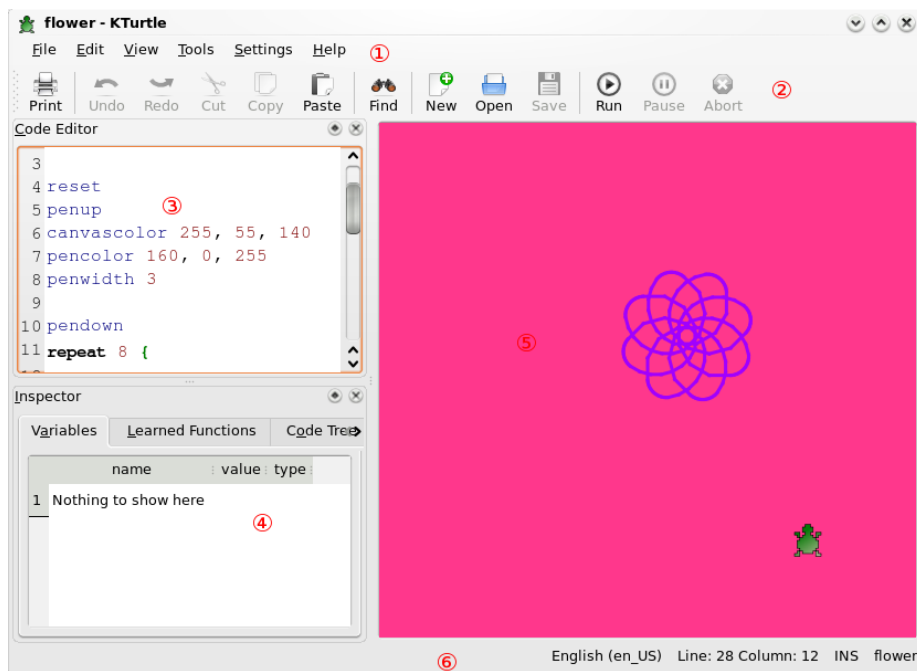 flower - KTurtle
File Edit View Tools Settings Help ①
Print Undo Redo Cut Copy Paste Find New Open Save Run Pause Abort ②
Code Editor
3
4 reset
5 penup ③
6 canvascolor 255, 55, 140
7 pencolor 160, 0, 255
8 penwidth 3
9
10 pendown
11 repeat 8 {
⑤
Inspector
Variables Learned Functions Code Tree
name value type
1 Nothing to show here
④
⑥ English (en_US) Line: 28 Column: 12 INS flower